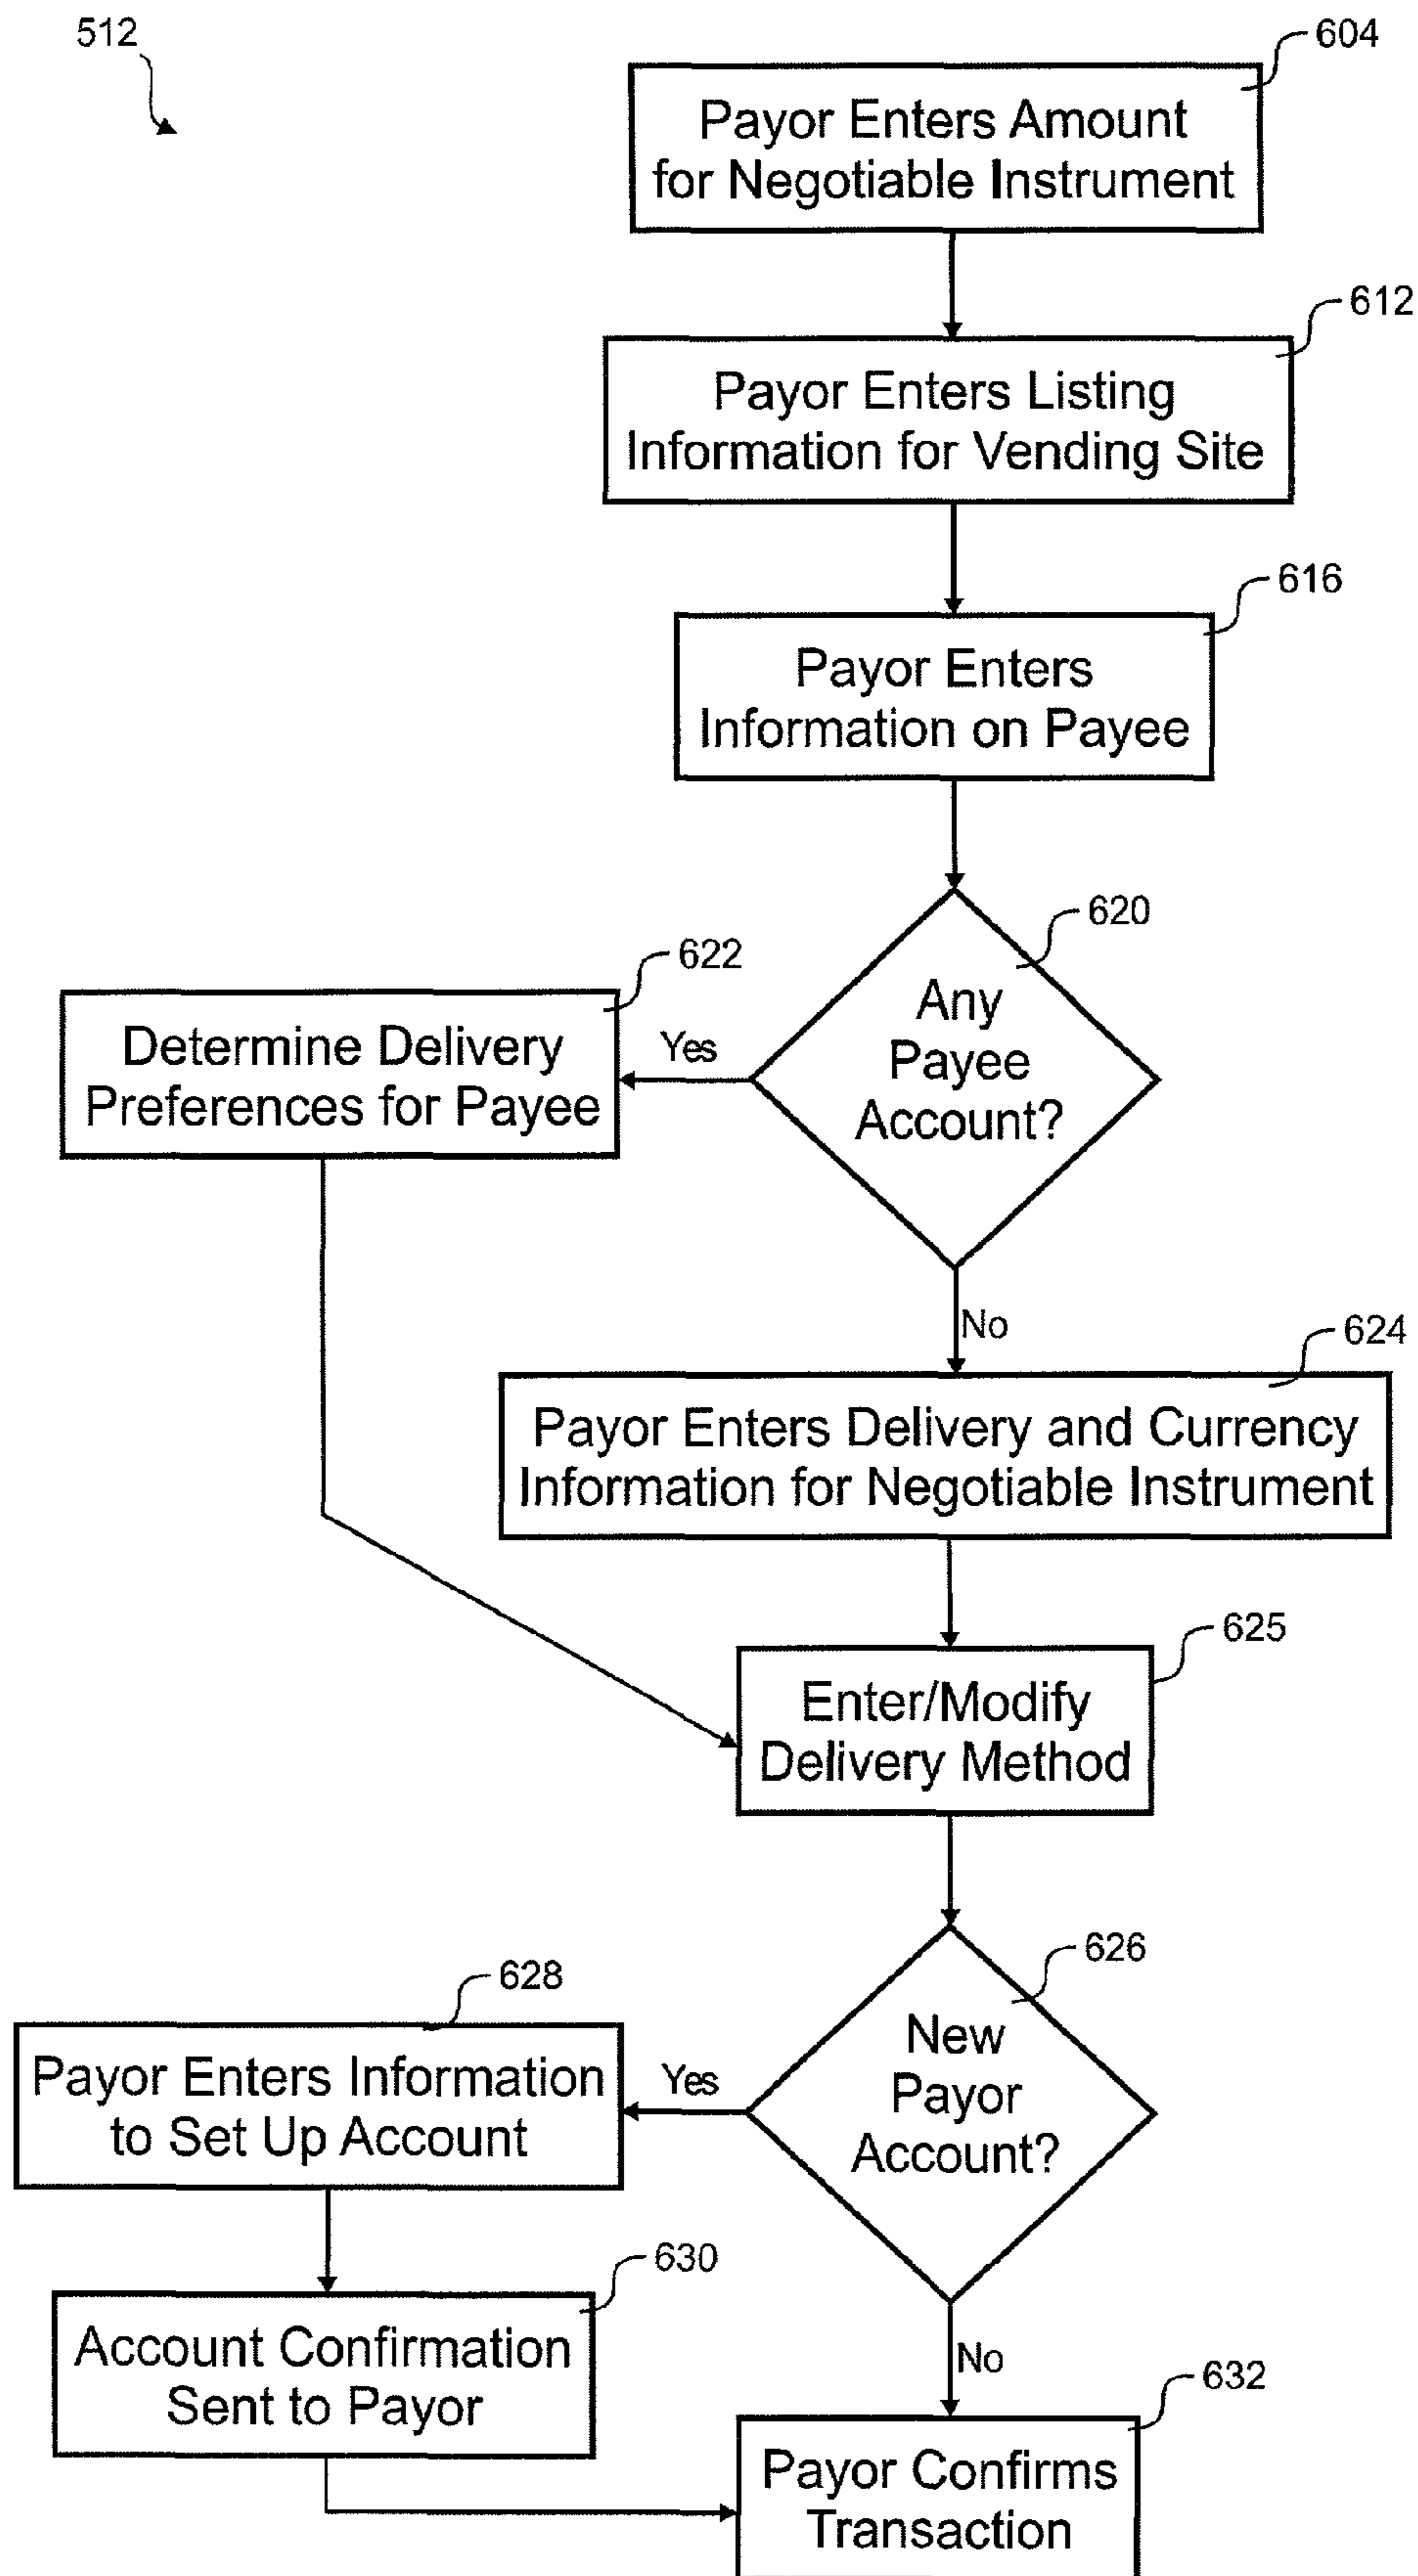 512
604
Payor Enters Amount
for Negotiable Instrument
612
Payor Enters Listing
Information for Vending Site
616
Payor Enters
Information on Payee
620
Any
Payee
Account?
622
Yes
Determine Delivery
Preferences for Payee
No
624
Payor Enters Delivery and Currency
Information for Negotiable Instrument
625
Enter/Modify
Delivery Method
626
New
Payor
Account?
628
Yes
Payor Enters Information
to Set Up Account
630
Account Confirmation
Sent to Payor
No
632
Payor Confirms
Transaction